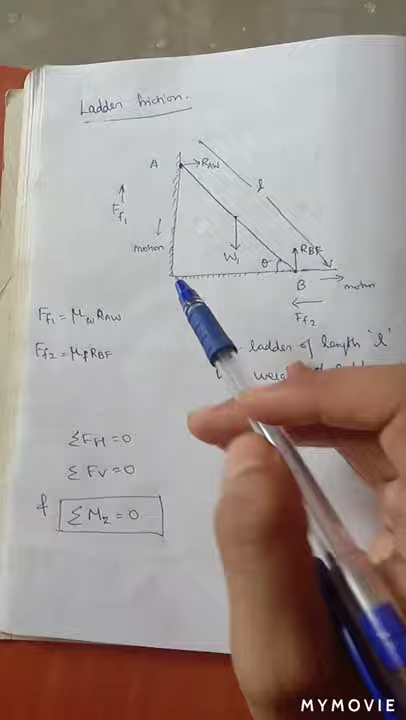 Ladder friction.
A
RAW
l
Ff1
motion
W1
θ
RBF
B
motion
Ff2
Ff1 = μw RAW
Ff2 = μf RBF
ladder of length 'l'
ΣFH = 0
ΣFV = 0
ΣMz = 0
MYMOVIE